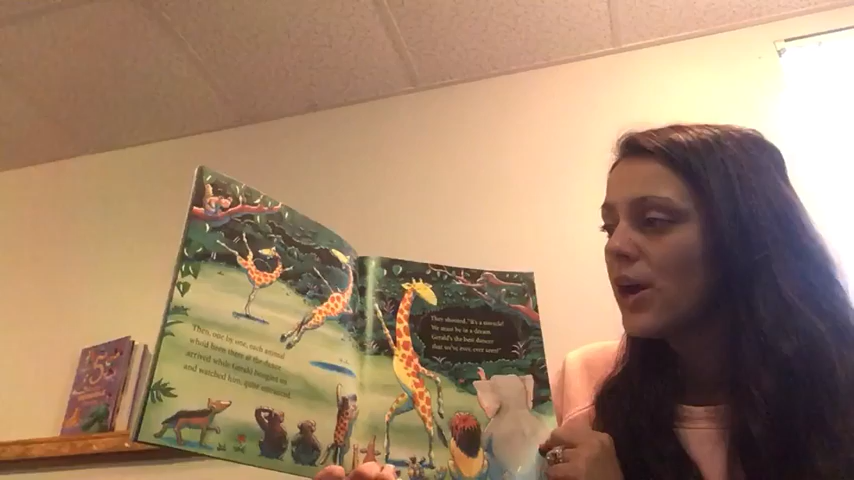 Then, one by one, each animal
who'd been there at the dance
arrived while Gerald boogied on
and watched him, quite entranced.
They shouted, "It's a miracle!
We must be in a dream.
Gerald's the best dancer
that we've ever, ever seen!"